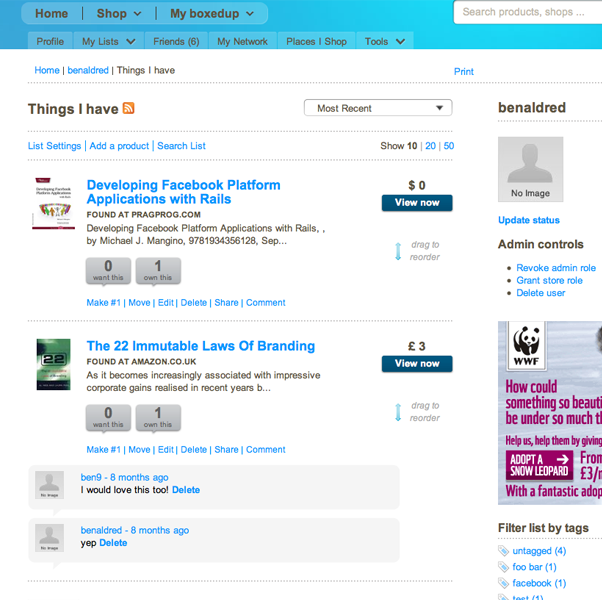 Home | Shop | My boxedup
Search products, shops ...
Profile My Lists Friends (6) My Network Places I Shop Tools
Home | benaldred | Things I have
Print
Things I have
Most Recent
List Settings | Add a product | Search List
Show 10 | 20 | 50
Developing Facebook Platform
Applications with Rails
FOUND AT PRAGPROG.COM
Developing Facebook Platform Applications with Rails, ,
by Michael J. Mangino, 9781934356128, Sep...
$ 0
View now
drag to
reorder
0
want this
1
own this
Make #1 | Move | Edit | Delete | Share | Comment
22
The 22 Immutable Laws Of Branding
FOUND AT AMAZON.CO.UK
As it becomes increasingly associated with impressive
corporate gains realised in recent years b...
£ 3
View now
drag to
reorder
0
want this
1
own this
Make #1 | Move | Edit | Delete | Share | Comment
No Image
ben9 - 8 months ago
I would love this too! Delete
No Image
benaldred - 8 months ago
yep Delete
benaldred
No Image
Update status
Admin controls
Revoke admin role
Grant store role
Delete user
WWF
How could
something so beauti
be under so much th
Help us, help them by giving
ADOPT A
SNOW LEOPARD
From
£3/m
With a fantastic adop
Filter list by tags
untagged (4)
foo bar (1)
facebook (1)
test (1)